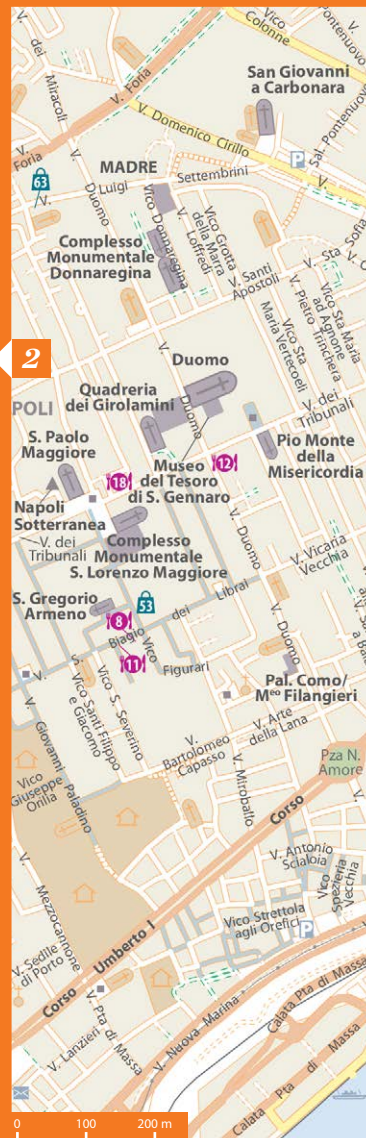 Vico
Colonne
Pontenuovo
V. dei
Miracoli
V. Foria
San Giovanni
a Carbonara
V.
Foria
V. Domenico Cirillo
P
Sal. Pontenuovo
63
MADRE
V.
Luigi
Settembrini
Duomo
Vico Donnaregina
V.
Loffredi
Vico Grotta
della Marra
Complesso
Monumentale
Donnaregina
V. Santi
Apostoli
V. Sta Sofia
Vico Sta Maria
ad Agnone
V. Pietro Trinchera
Vico Sta
Maria Vertecoeli
2
V.
Duomo
Duomo
Quadreria
dei Girolamini
POLI
V. dei
Tribunali
S. Paolo
Maggiore
12
18
Museo
del Tesoro
di S. Gennaro
Pio Monte
della
Misericordia
Napoli
Sotterranea
V. dei
Tribunali
Complesso
Monumentale
S. Lorenzo Maggiore
V. Duomo
V. Vicaria
Vecchia
S. Gregorio
Armeno
53
8
11
S. Biagio dei Librai
Vico
Figurari
V. Duomo
Pal. Como/
Meo Filangieri
V.
Giovanni
Paladino
Vico Santi Filippo
e Giacomo
Vico S. Severino
V. Arte
della Lana
V.
Bartolomeo
Capasso
V. Miroballo
Pza N.
Amore
Vico
Giuseppe
Orilia
V.
Mezzocannone
Corso
V. Antonio
Scialoia
Vico
Spezieria
Vecchia
Vico Strettola
agli Orefici
P
V. Sedile
di Porto
Corso Umberto I
V. Pta di Massa
V. Lanzieri
V. Nuova Marina
Calata Pta di Massa
Calata Pta di Massa
0 100 200 m